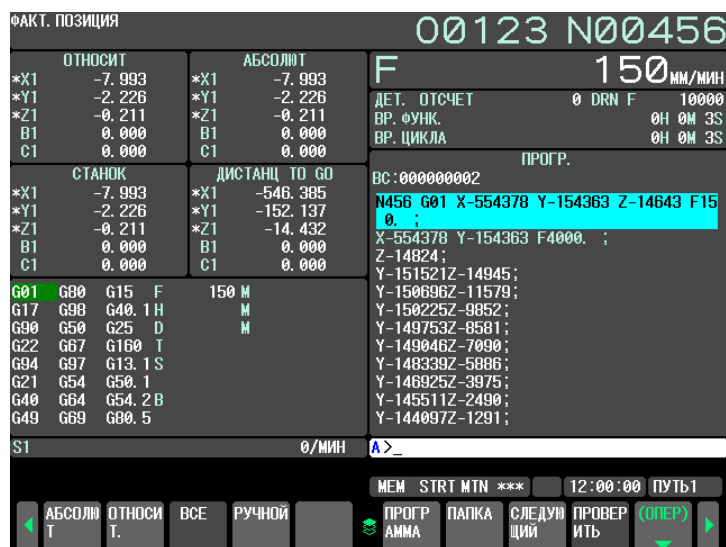 ФАКТ. ПОЗИЦИЯ
O0123 N00456
ОТНОСИТ
*X1 -7.993
*Y1 -2.226
*Z1 -0.211
B1 0.000
C1 0.000
АБСОЛЮТ
*X1 -7.993
*Y1 -2.226
*Z1 -0.211
B1 0.000
C1 0.000
СТАНОК
*X1 -7.993
*Y1 -2.226
*Z1 -0.211
B1 0.000
C1 0.000
ДИСТАНЦ TO GO
*X1 -546.385
*Y1 -152.137
*Z1 -14.432
B1 0.000
C1 0.000
G01 G80 G15 F 150 M
G17 G98 G40.1 H M
G90 G50 G25 D M
G22 G67 G160 T
G94 G97 G13.1 S
G21 G54 G50.1
G40 G64 G54.2 B
G49 G69 G80.5
S1 0/МИН
F 150 ММ/МИН
ДЕТ. ОТСЧЕТ 0 DRN F 10000
ВР. ФУНК. 0H 0M 3S
ВР. ЦИКЛА 0H 0M 3S
ПРОГР.
BC:000000002
N456 G01 X-554378 Y-154363 Z-14643 F15
0. ;
X-554378 Y-154363 F4000. ;
Z-14824;
Y-151521Z-14945;
Y-150696Z-11579;
Y-150225Z-9852;
Y-149753Z-8581;
Y-149046Z-7090;
Y-148339Z-5886;
Y-146925Z-3975;
Y-145511Z-2490;
Y-144097Z-1291;
A>_
MEM STRT MTN *** 12:00:00 ПУТЬ1
АБСОЛЮ
Т
ОТНОСИ
Т.
ВСЕ
РУЧНОЙ
ПРОГР
АММА
ПАПКА
СЛЕДУЮ
ЩИЙ
ПРОВЕР
ИТЬ
(ОПЕР)